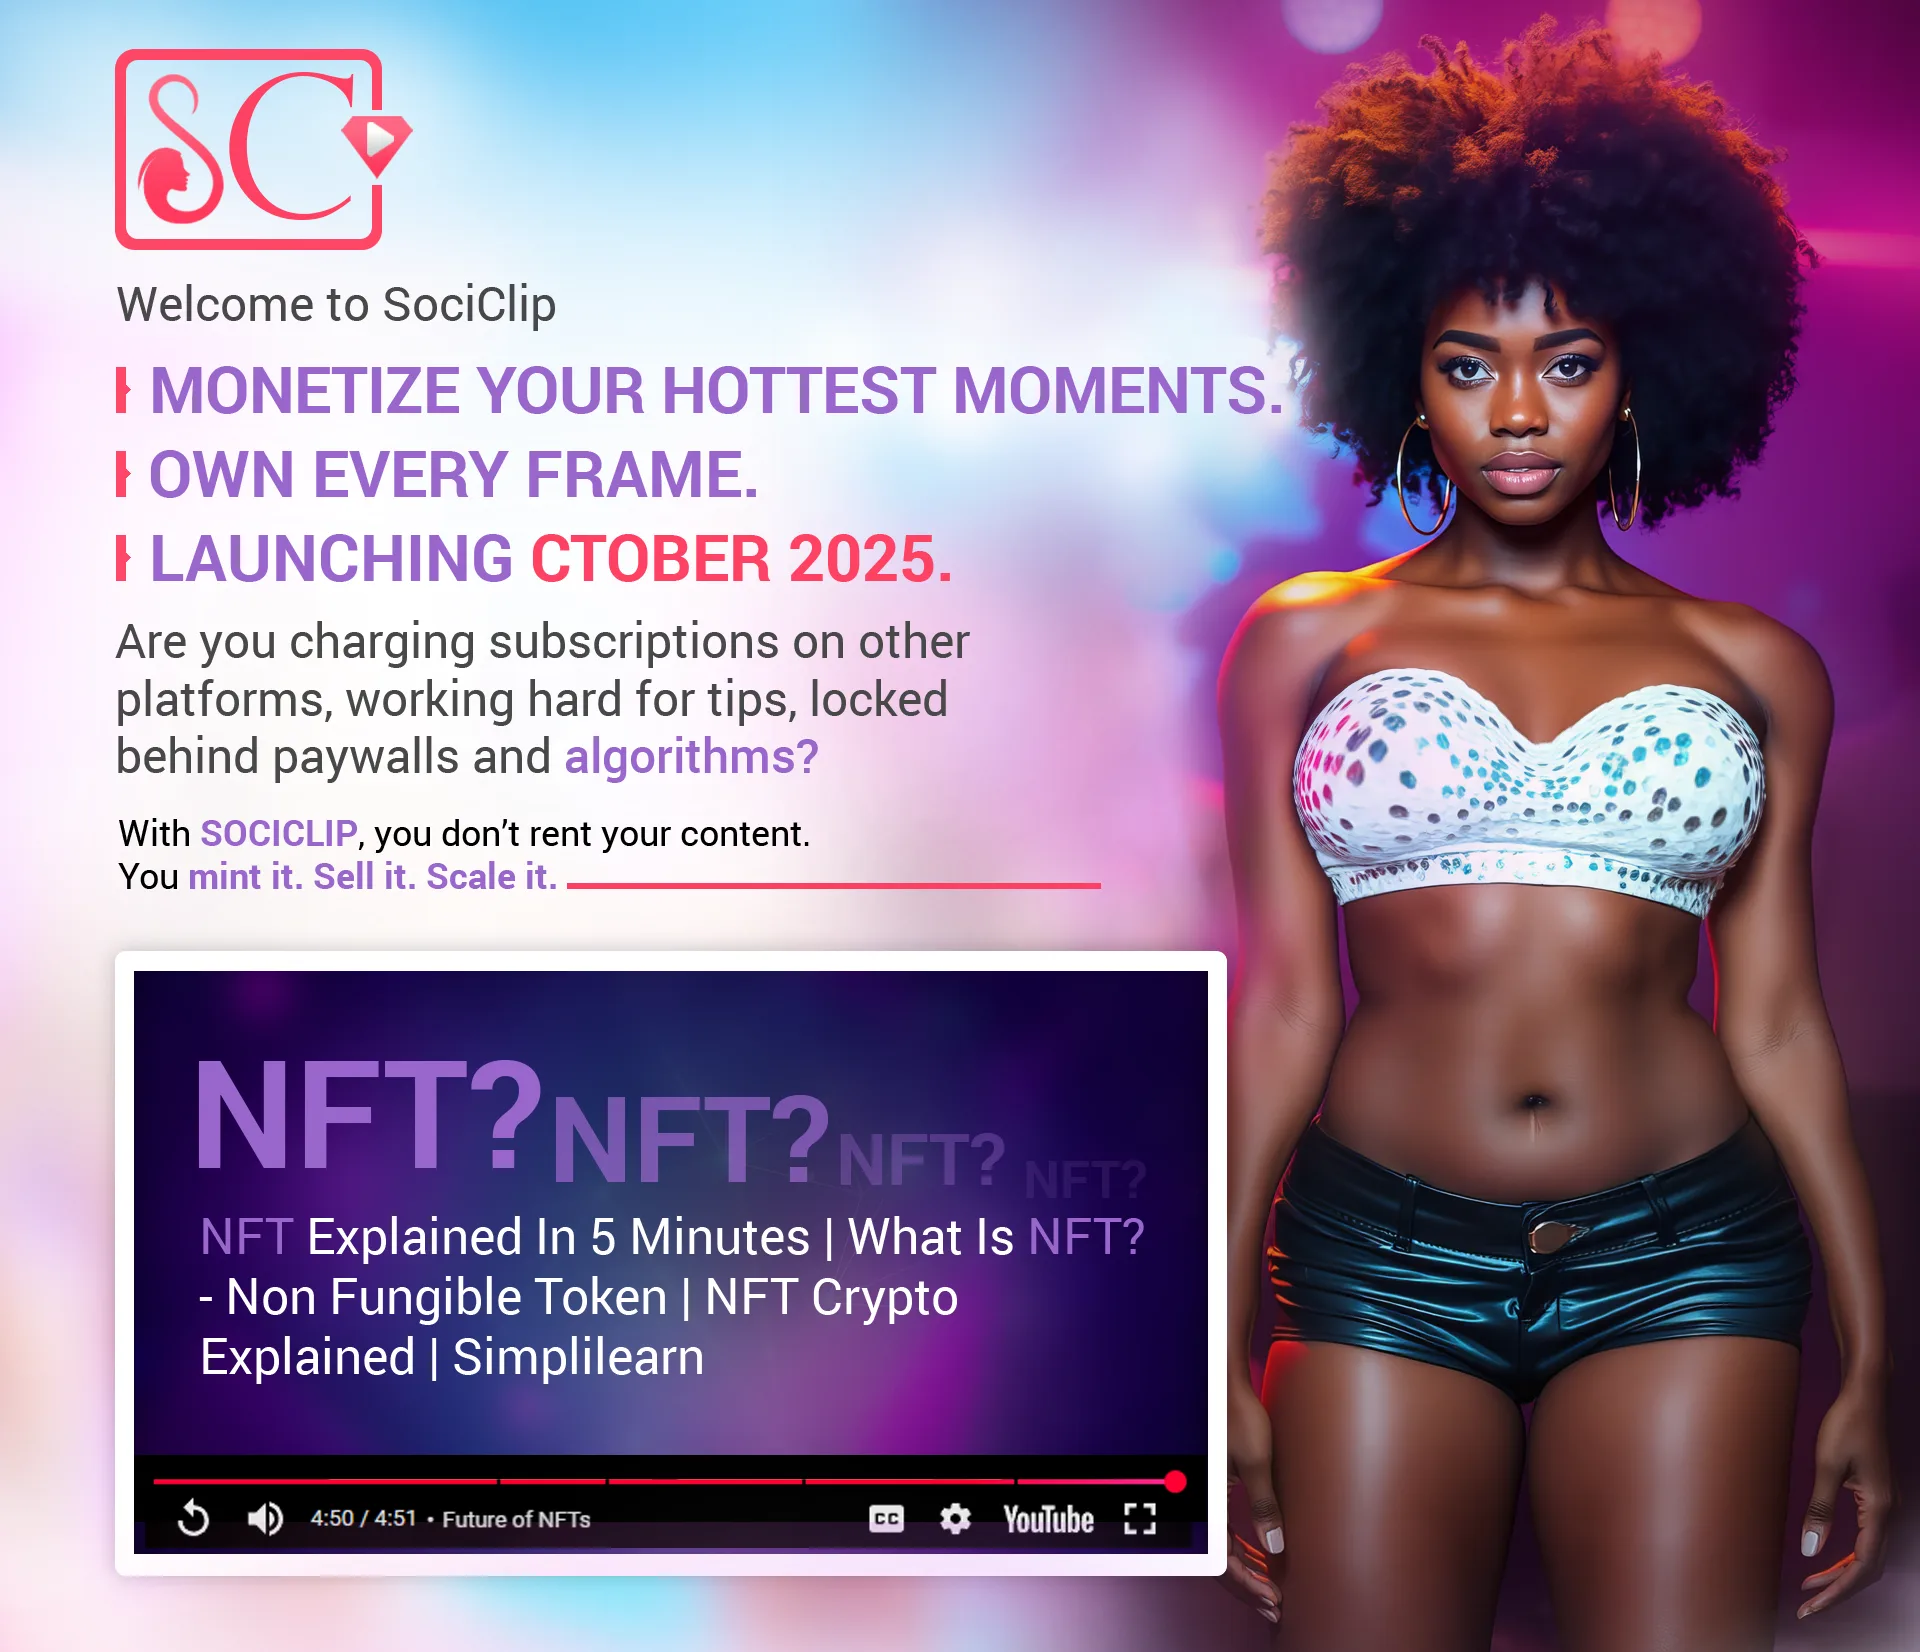 SC
Welcome to SociClip
MONETIZE YOUR HOTTEST MOMENTS.
OWN EVERY FRAME.
LAUNCHING CTOBER 2025.
Are you charging subscriptions on other
platforms, working hard for tips, locked
behind paywalls and algorithms?
With SOCICLIP, you don't rent your content.
You mint it. Sell it. Scale it.
NFT? NFT? NFT? NFT?
NFT Explained In 5 Minutes | What Is NFT?
- Non Fungible Token | NFT Crypto
Explained | Simplilearn
4:50 / 4:51 • Future of NFTs CC YouTube